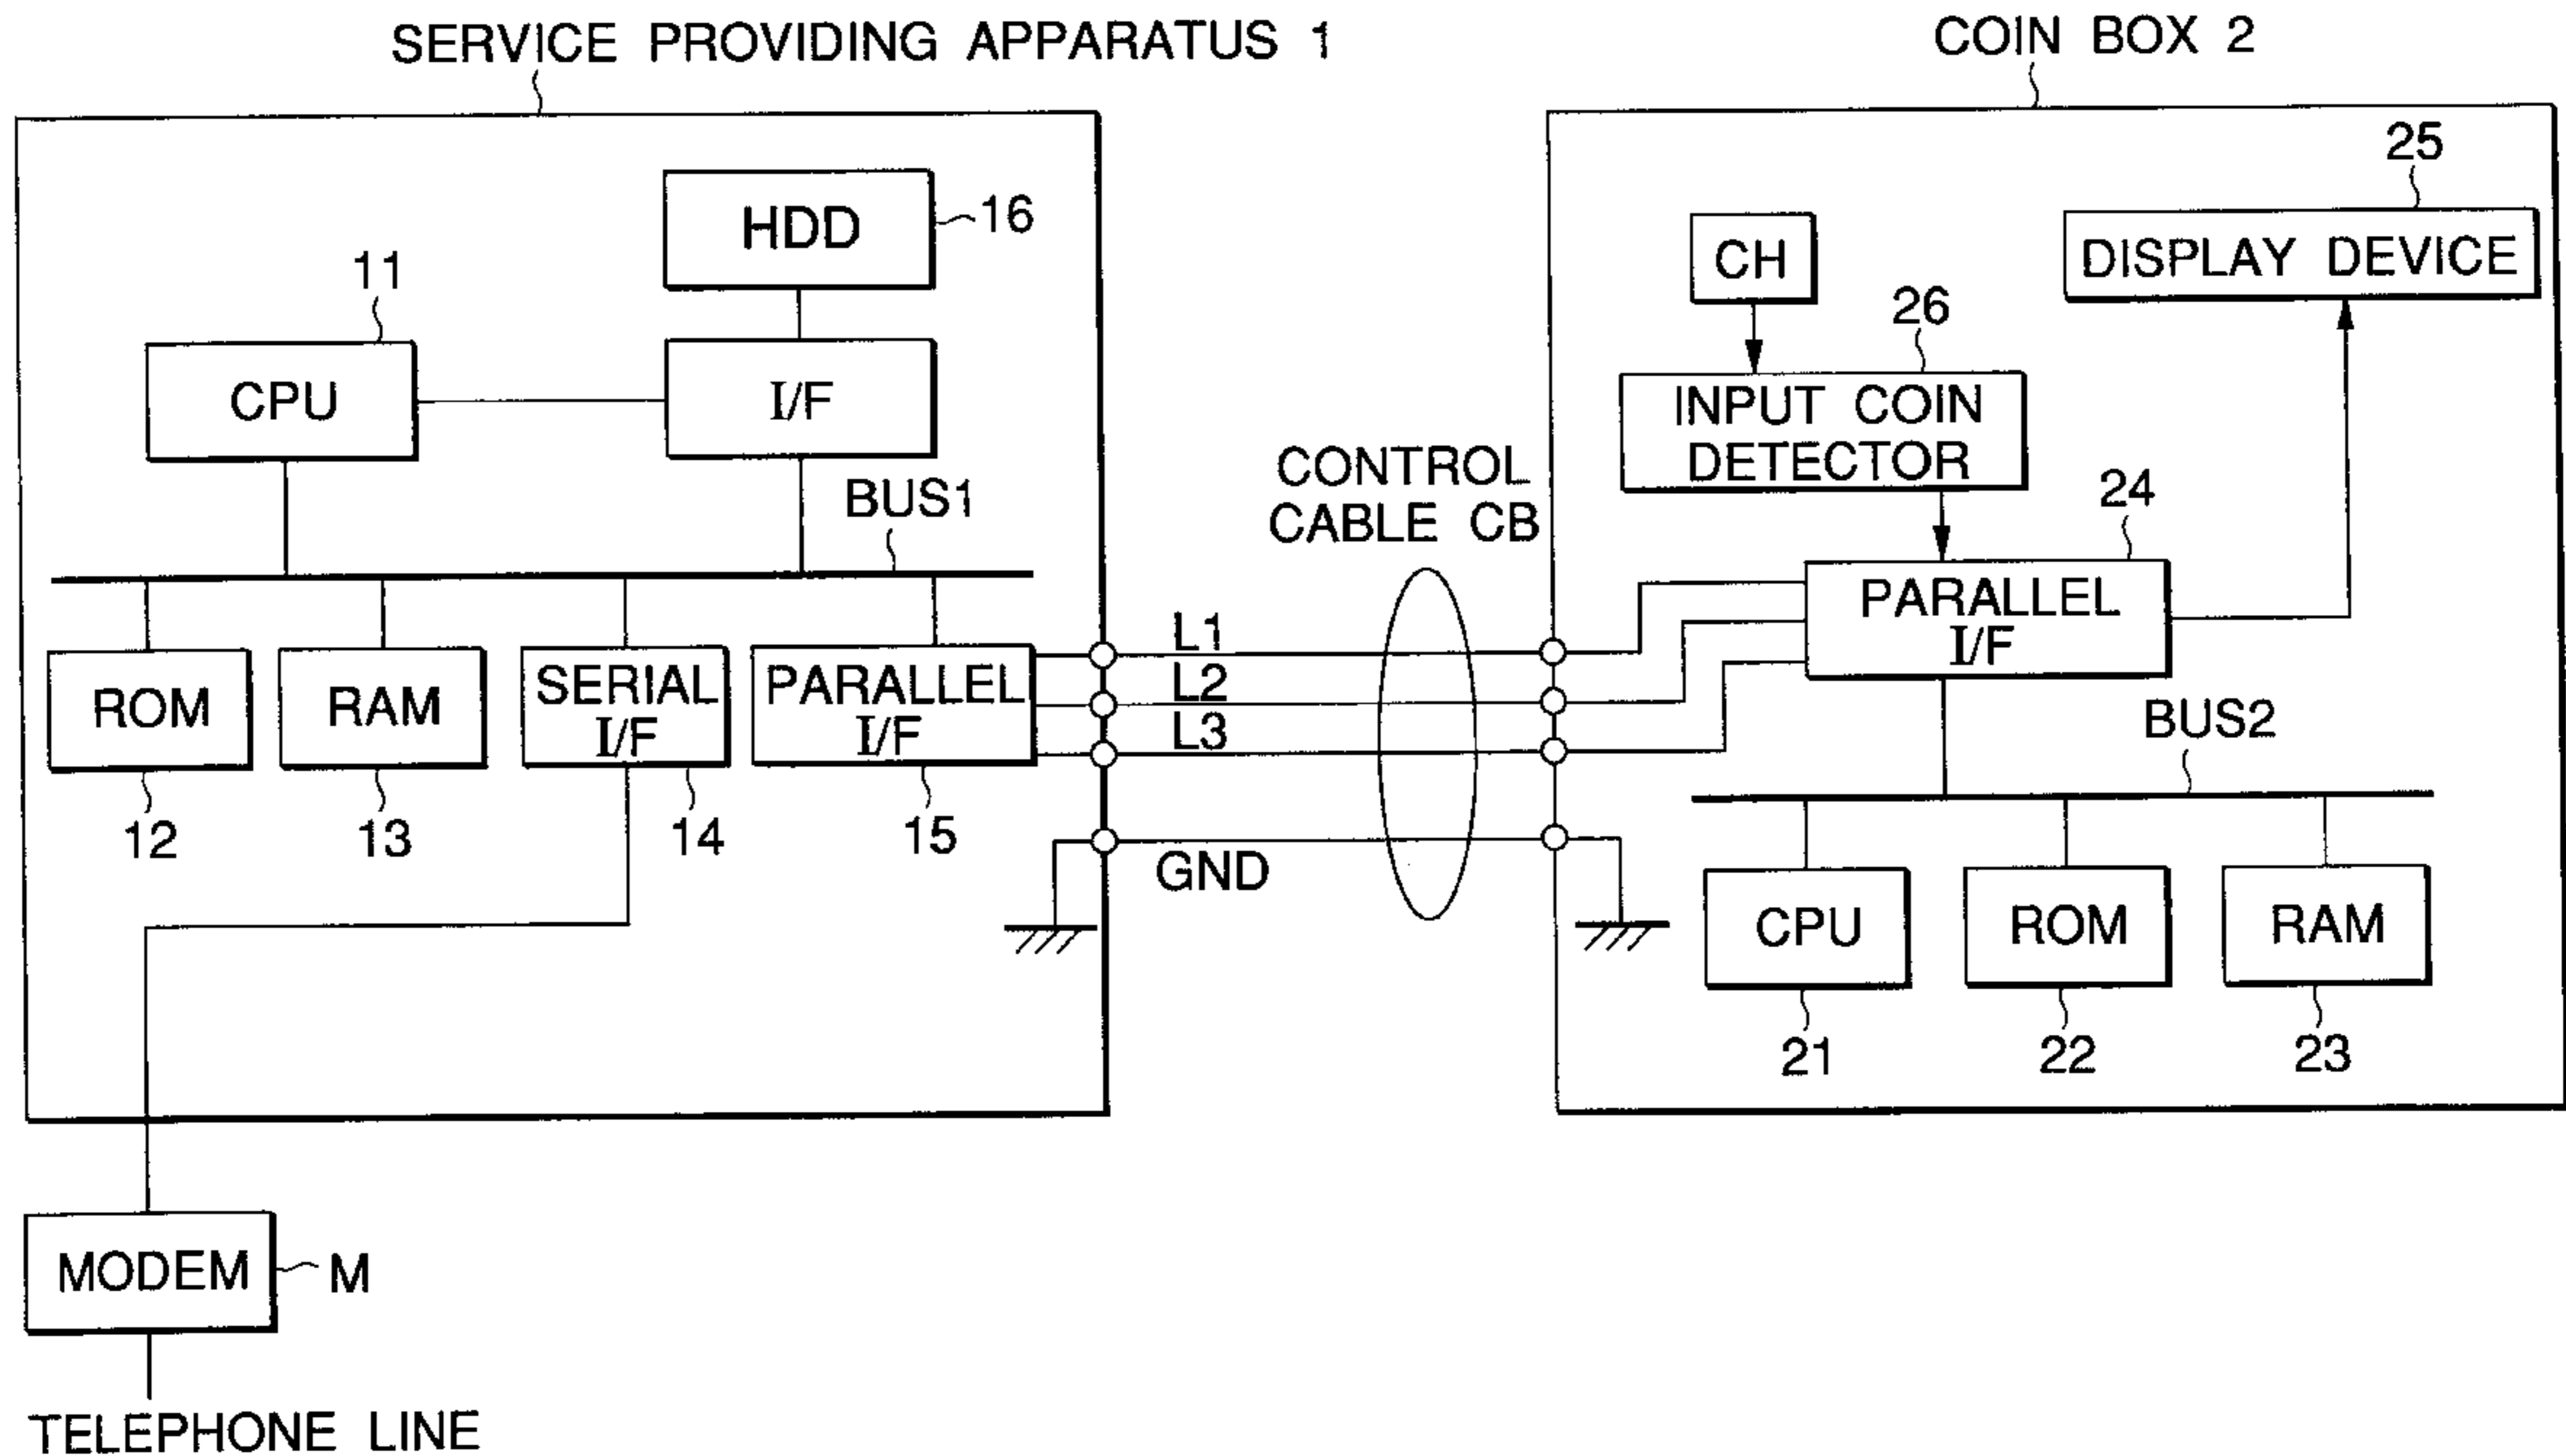 SERVICE PROVIDING APPARATUS 1
COIN BOX 2
HDD
16
11
CPU
I/F
BUS1
ROM
12
RAM
13
SERIAL
I/F
14
PARALLEL
I/F
15
MODEM
M
TELEPHONE LINE
CONTROL
CABLE CB
L1
L2
L3
GND
25
DISPLAY DEVICE
CH
26
INPUT COIN
DETECTOR
24
PARALLEL
I/F
BUS2
CPU
21
ROM
22
RAM
23